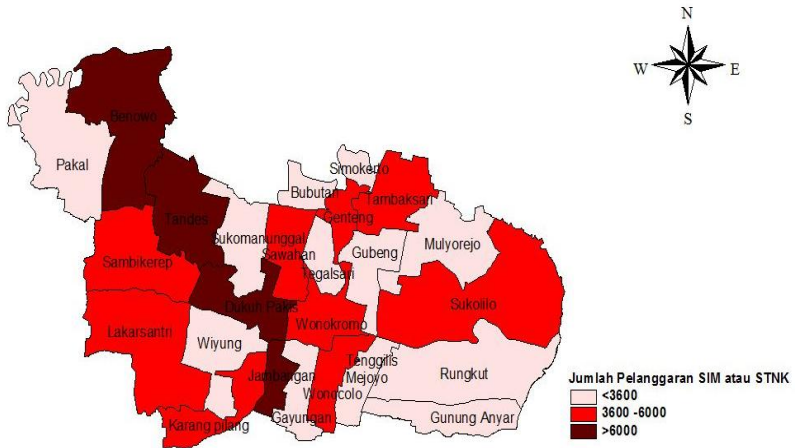 N
W E
S
Benowo
Pakal
Simokerto
Bubutan
Tambaksari
Genteng
Tandes
Sukomanunggal
Sawahan
Gubeng
Mulyorejo
Sambikerep
Tegalsari
Dukuh Pakis
Sukolilo
Lakarsantri
Wonokromo
Wiyung
Tenggilis
Mejoyo
Rungkut
Jambangan
Wonocolo
Gayungan
Gunung Anyar
Karang pilang
Jumlah Pelanggaran SIM atau STNK
<3600
3600 -6000
>6000